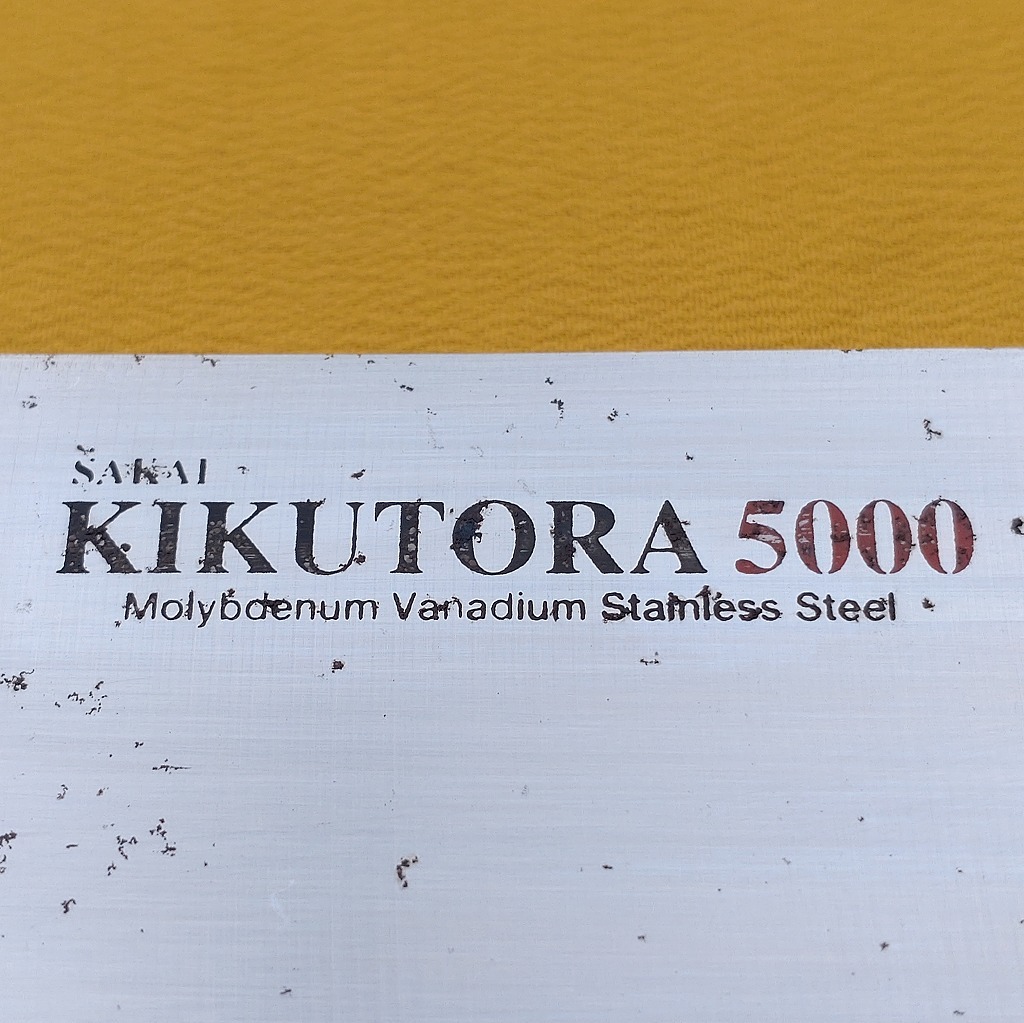 SAKAI
KIKUTORA 5000
Molybdenum Vanadium Stainless Steel